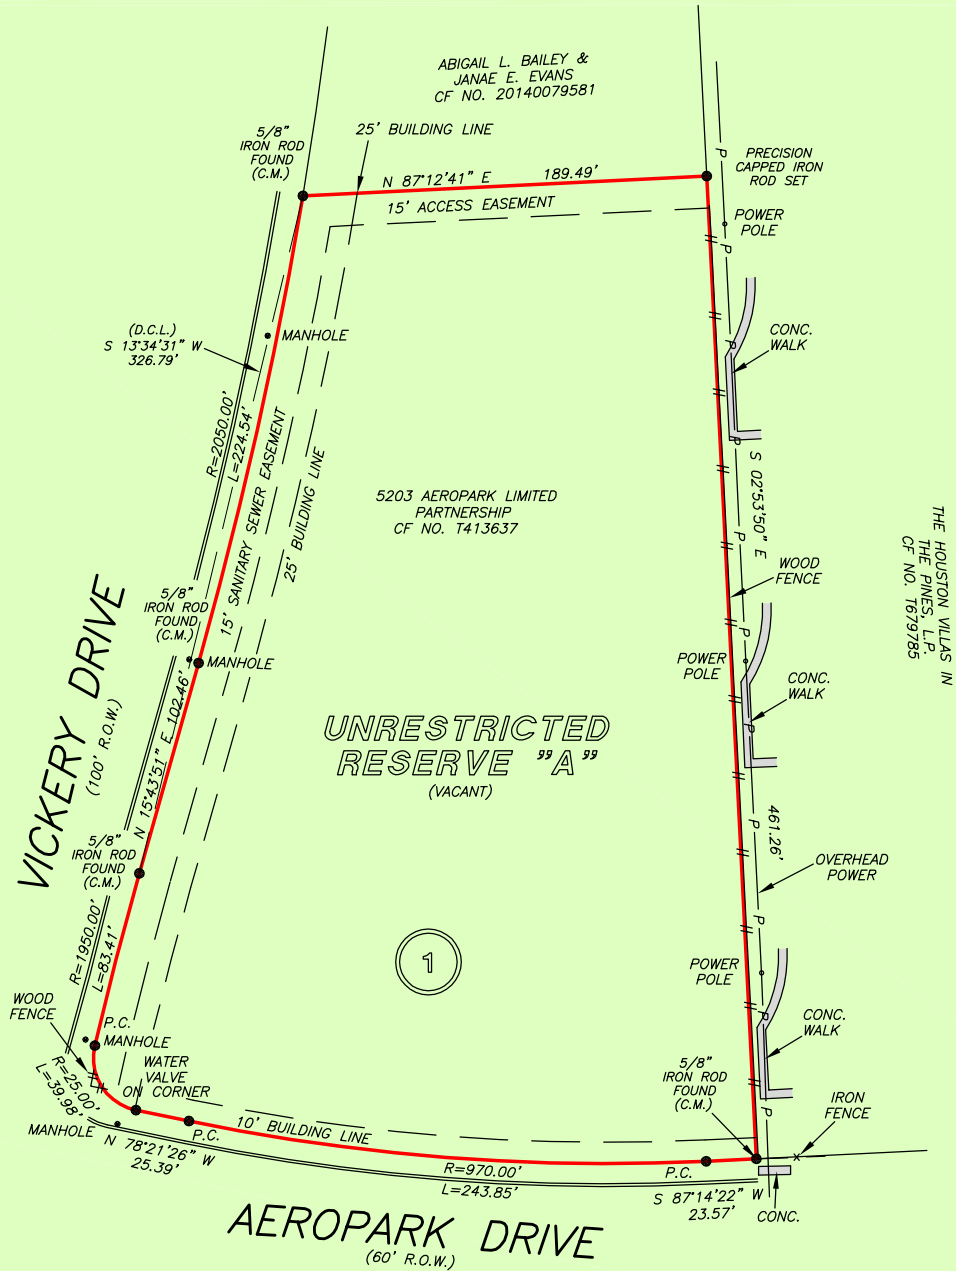 ABIGAIL L. BAILEY &
JANAE E. EVANS
CF NO. 20140079581
25' BUILDING LINE
5/8"
IRON ROD
FOUND
(C.M.)
N 87°12'41" E
189.49'
PRECISION
CAPPED IRON
ROD SET
15' ACCESS EASEMENT
P
POWER
POLE
P
(D.C.L.)
S 13°34'31" W
326.79'
MANHOLE
CONC.
WALK
P
R=2050.00'
L=224.54'
15' SANITARY SEWER EASEMENT
25' BUILDING LINE
P
S 02°53'50" E
5203 AEROPARK LIMITED
PARTNERSHIP
CF NO. T413637
THE HOUSTON VILLAS IN
THE PINES, L.P.
CF NO. T679785
P
WOOD
FENCE
5/8"
IRON ROD
FOUND
(C.M.)
MANHOLE
P
POWER
POLE
CONC.
WALK
P
N 15°43'51" E 102.46'
VICKERY DRIVE
(100' R.O.W.)
UNRESTRICTED
RESERVE "A"
(VACANT)
461.26'
P
5/8"
IRON ROD
FOUND
(C.M.)
OVERHEAD
POWER
P
R=1950.00'
L=83.41'
1
POWER
POLE
P
CONC.
WALK
WOOD
FENCE
P.C.
MANHOLE
R=25.00'
L=39.98'
WATER
VALVE
ON CORNER
5/8"
IRON ROD
FOUND
(C.M.)
P
IRON
FENCE
X
MANHOLE
N 78°21'26" W
25.39'
P.C.
10' BUILDING LINE
R=970.00'
L=243.85'
P.C.
S 87°14'22" W
23.57'
CONC.
AEROPARK DRIVE
(60' R.O.W.)